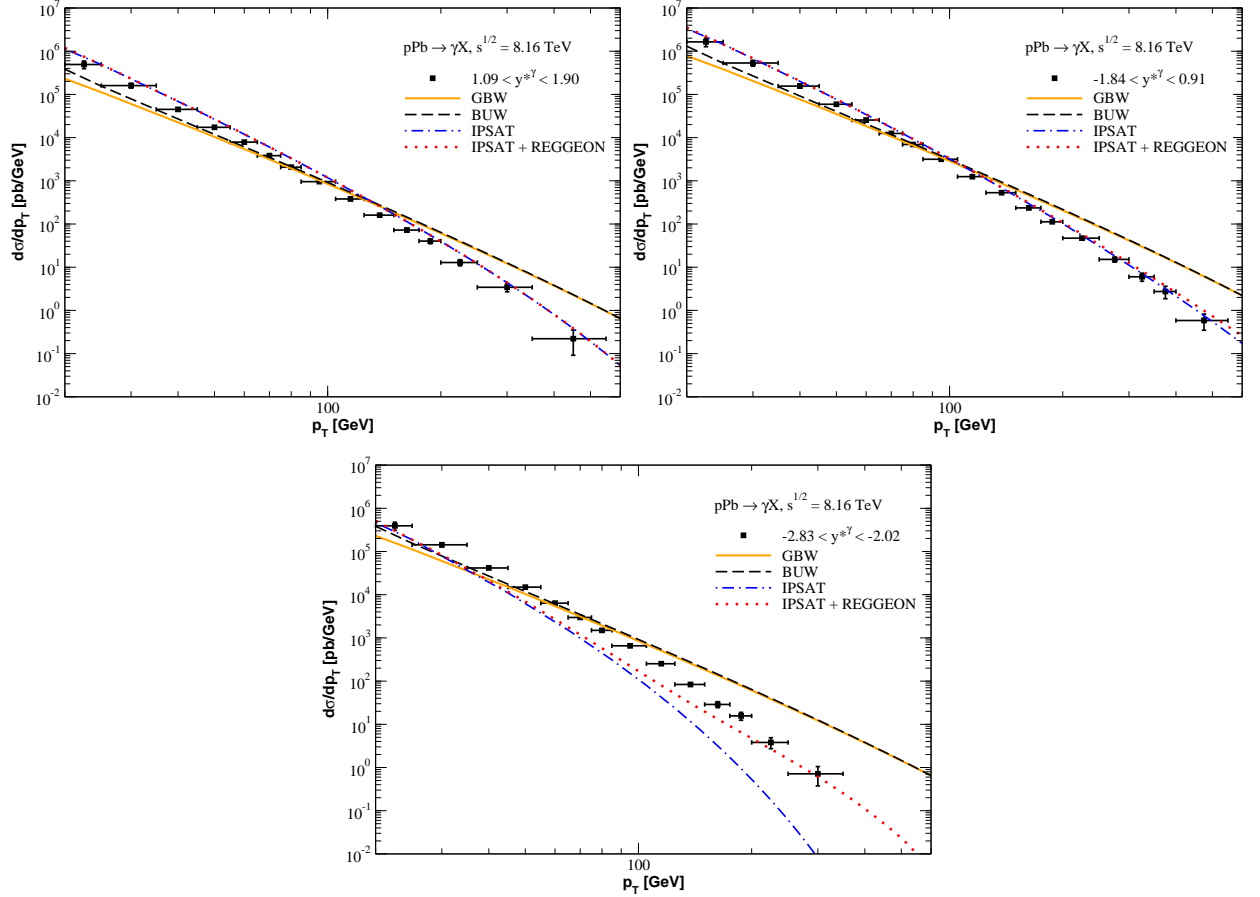 pPb → γX, s^1/2 = 8.16 TeV
1.09 < y*^γ < 1.90
GBW
BUW
IPSAT
IPSAT + REGGEON
10^7
10^6
10^5
10^4
10^3
10^2
10^1
10^0
10^-1
10^-2
100
dσ/dp_T [pb/GeV]
p_T [GeV]
pPb → γX, s^1/2 = 8.16 TeV
-1.84 < y*^γ < 0.91
GBW
BUW
IPSAT
IPSAT + REGGEON
10^7
10^6
10^5
10^4
10^3
10^2
10^1
10^0
10^-1
10^-2
100
dσ/dp_T [pb/GeV]
p_T [GeV]
pPb → γX, s^1/2 = 8.16 TeV
-2.83 < y*^γ < -2.02
GBW
BUW
IPSAT
IPSAT + REGGEON
10^7
10^6
10^5
10^4
10^3
10^2
10^1
10^0
10^-1
10^-2
100
dσ/dp_T [pb/GeV]
p_T [GeV]